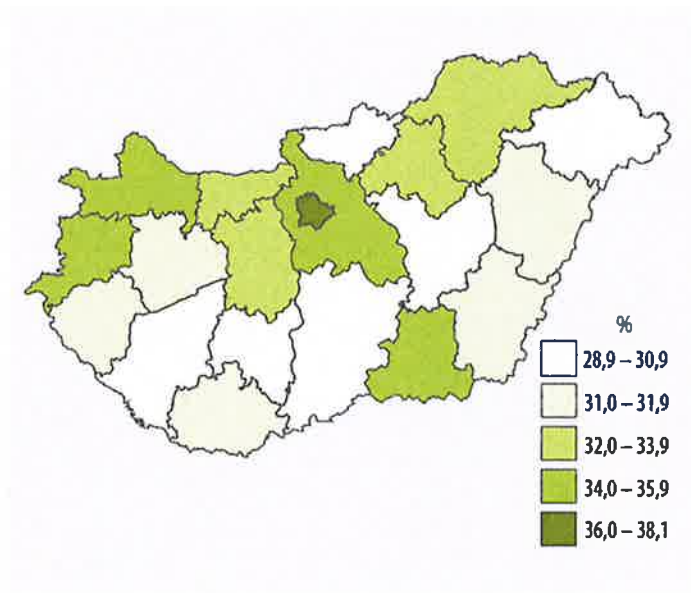 %
28,9 – 30,9
31,0 – 31,9
32,0 – 33,9
34,0 – 35,9
36,0 – 38,1